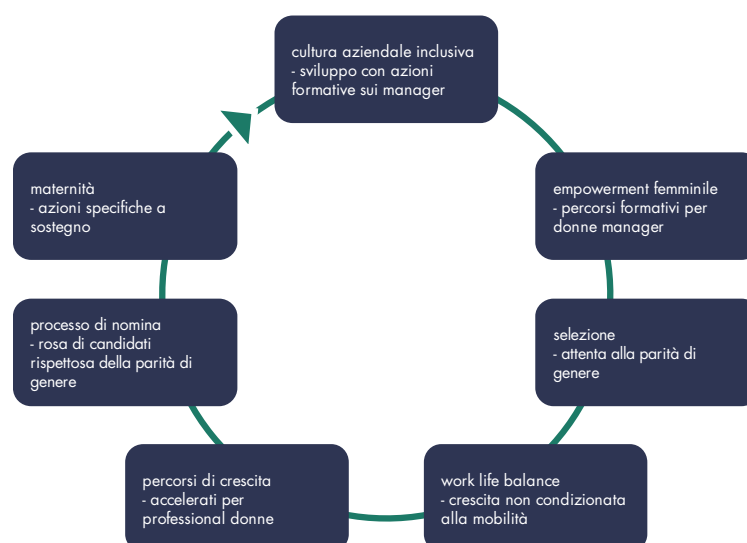 cultura aziendale inclusiva
- sviluppo con azioni
formative sui manager
empowerment femminile
- percorsi formativi per
donne manager
selezione
- attenta alla parità di
genere
work life balance
- crescita non condizionata
alla mobilità
percorsi di crescita
- accelerati per
professional donne
processo di nomina
- rosa di candidati
rispettosa della parità di
genere
maternità
- azioni specifiche a
sostegno